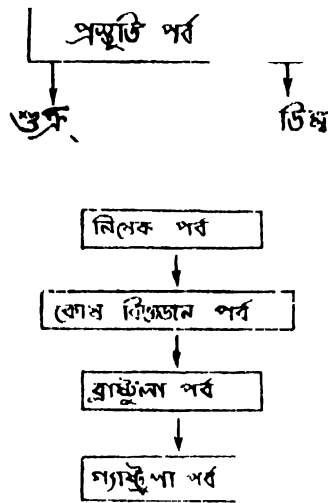 প্রস্তুতি পর্ব
শুক্র ডিম্ব
নিষেক পর্ব
কোষ বিভাজন পর্ব
ব্লাষ্টুলা পর্ব
গ্যাষ্ট্রুলা পর্ব